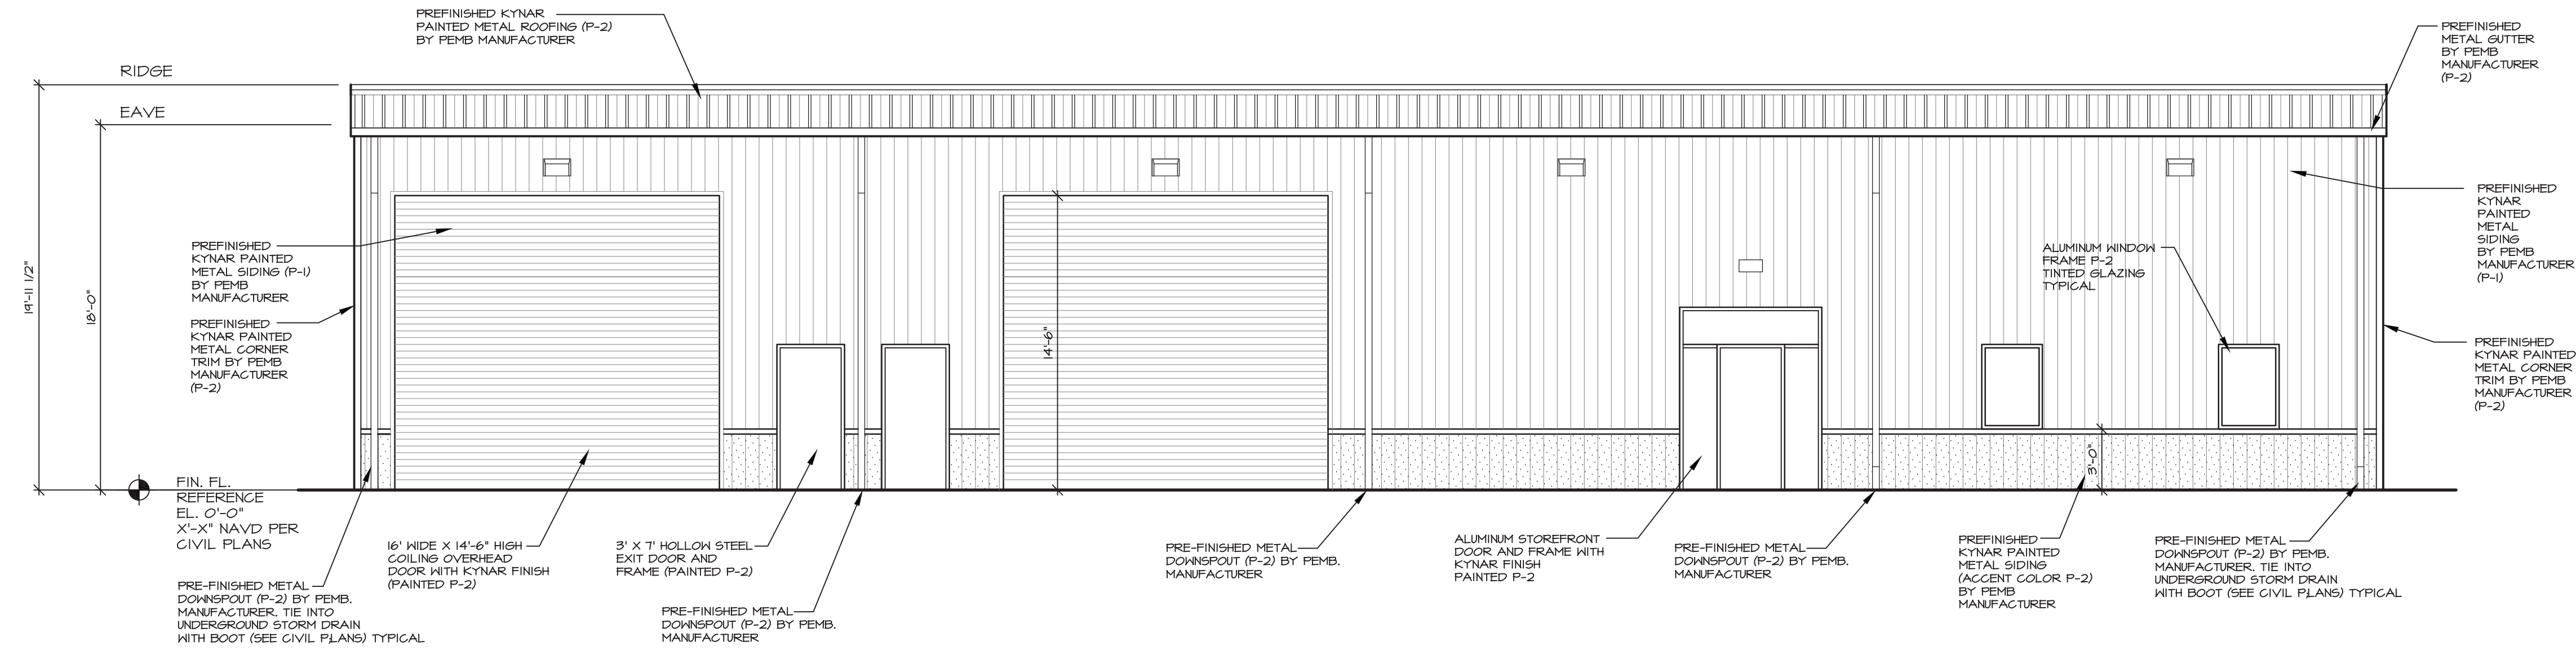 PREFINISHED KYNAR
PAINTED METAL ROOFING (P-2)
BY PEMB MANUFACTURER
PREFINISHED
METAL GUTTER
BY PEMB
MANUFACTURER
(P-2)
RIDGE
EAVE
19'-11 1/2"
18'-0"
PREFINISHED
KYNAR PAINTED
METAL SIDING (P-1)
BY PEMB
MANUFACTURER
PREFINISHED
KYNAR PAINTED
METAL CORNER
TRIM BY PEMB
MANUFACTURER
(P-2)
14'-6"
ALUMINUM WINDOW
FRAME P-2
TINTED GLAZING
TYPICAL
PREFINISHED
KYNAR
PAINTED
METAL
SIDING
BY PEMB
MANUFACTURER
(P-1)
PREFINISHED
KYNAR PAINTED
METAL CORNER
TRIM BY PEMB
MANUFACTURER
(P-2)
3'-0"
FIN. FL.
REFERENCE
EL. 0'-0"
X'-X" NAVD PER
CIVIL PLANS
PRE-FINISHED METAL
DOWNSPOUT (P-2) BY PEMB.
MANUFACTURER. TIE INTO
UNDERGROUND STORM DRAIN
WITH BOOT (SEE CIVIL P;LANS) TYPICAL
16' WIDE X 14'-6" HIGH
COILING OVERHEAD
DOOR WITH KYNAR FINISH
(PAINTED P-2)
3' X 7' HOLLOW STEEL
EXIT DOOR AND
FRAME (PAINTED P-2)
PRE-FINISHED METAL
DOWNSPOUT (P-2) BY PEMB.
MANUFACTURER
PRE-FINISHED METAL
DOWNSPOUT (P-2) BY PEMB.
MANUFACTURER
ALUMINUM STOREFRONT
DOOR AND FRAME WITH
KYNAR FINISH
PAINTED P-2
PRE-FINISHED METAL
DOWNSPOUT (P-2) BY PEMB.
MANUFACTURER
PREFINISHED
KYNAR PAINTED
METAL SIDING
(ACCENT COLOR P-2)
BY PEMB
MANUFACTURER
PRE-FINISHED METAL
DOWNSPOUT (P-2) BY PEMB.
MANUFACTURER. TIE INTO
UNDERGROUND STORM DRAIN
WITH BOOT (SEE CIVIL P;LANS) TYPICAL